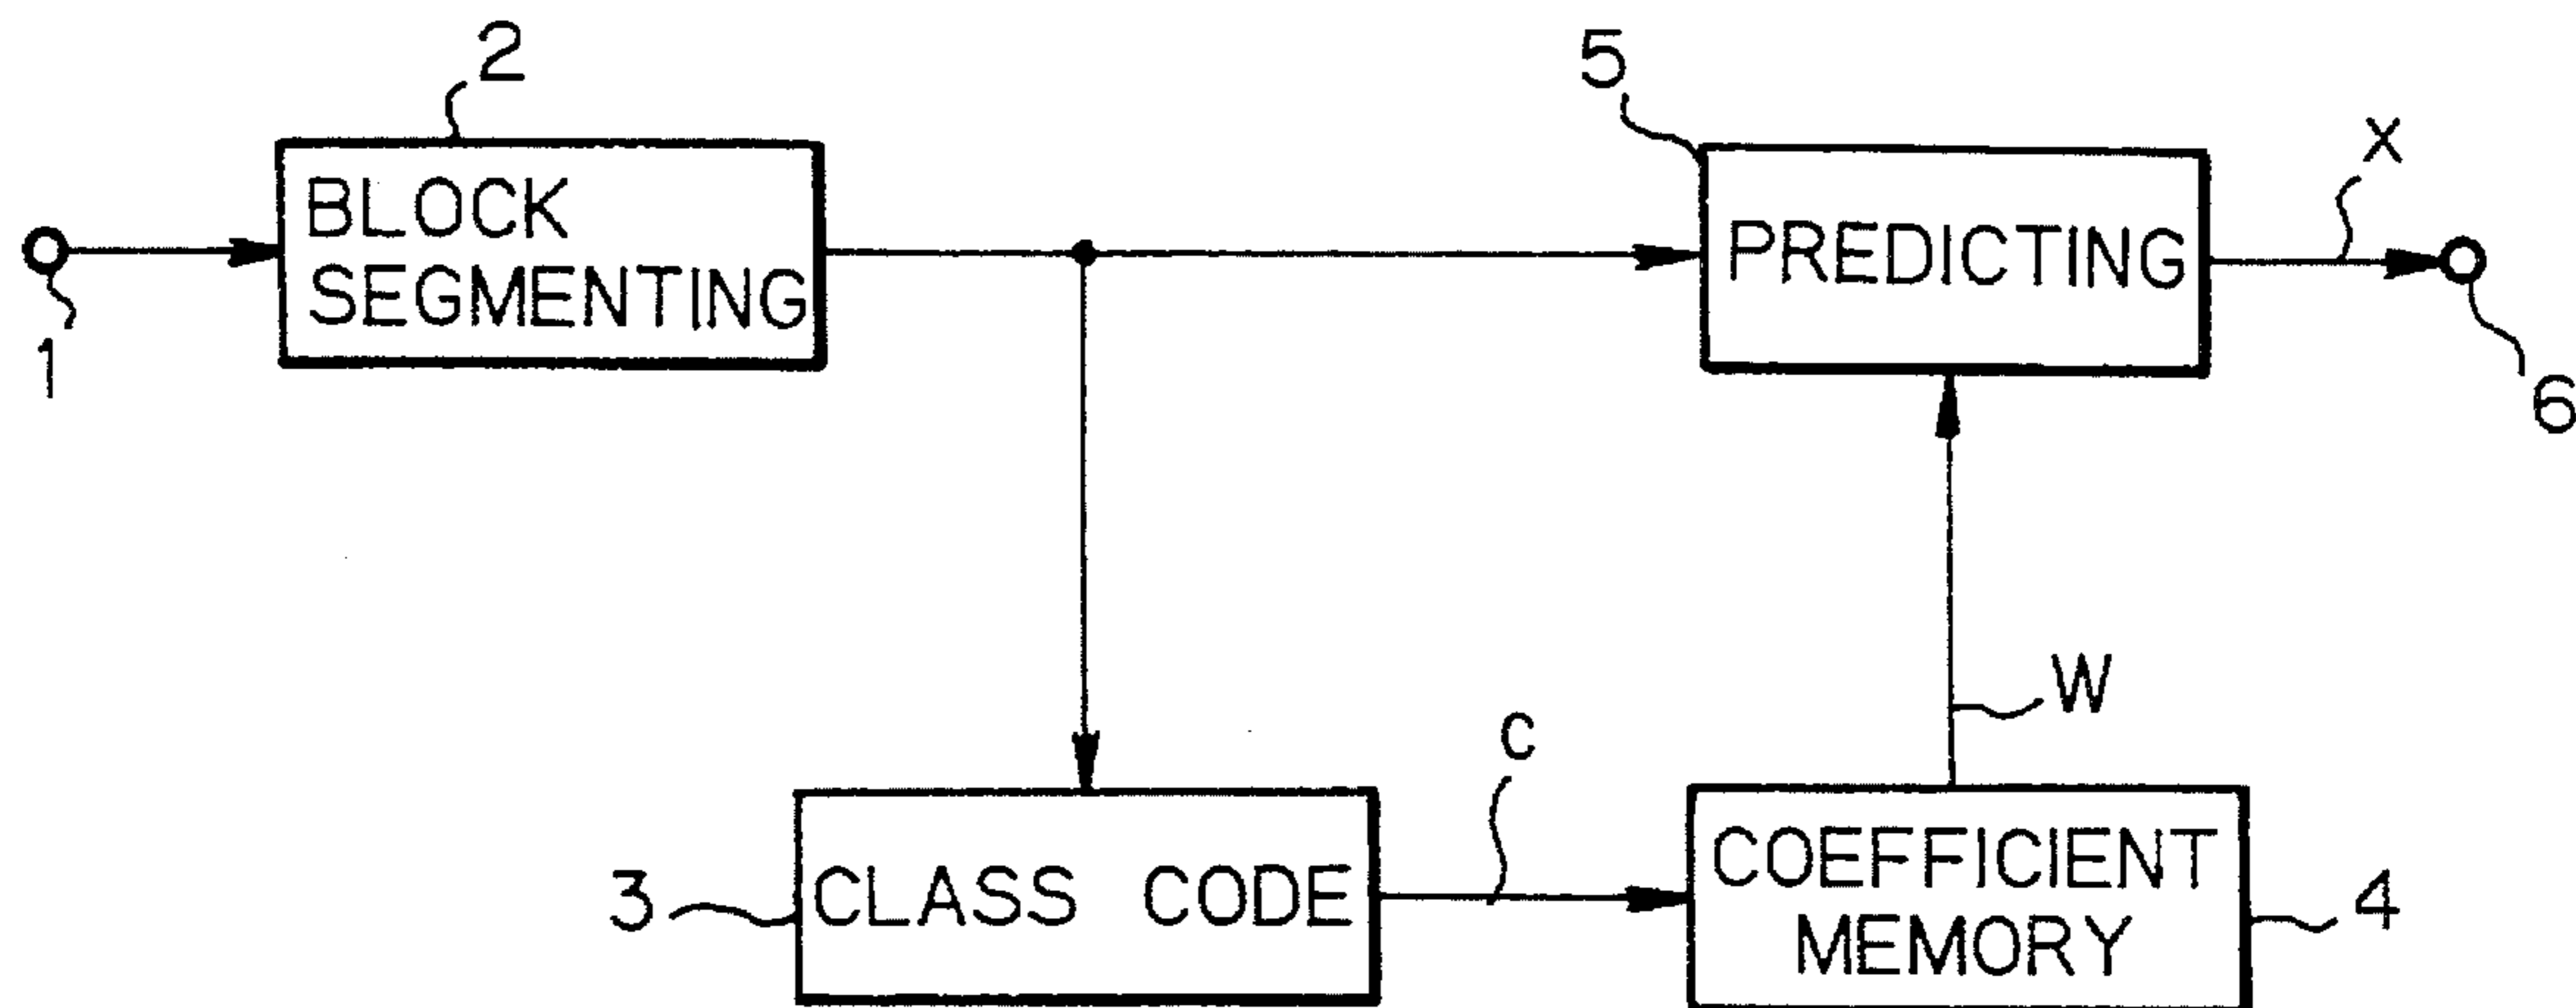 2
5
BLOCK
SEGMENTING
PREDICTING
X
1
6
W
C
3
CLASS CODE
COEFFICIENT
MEMORY
4